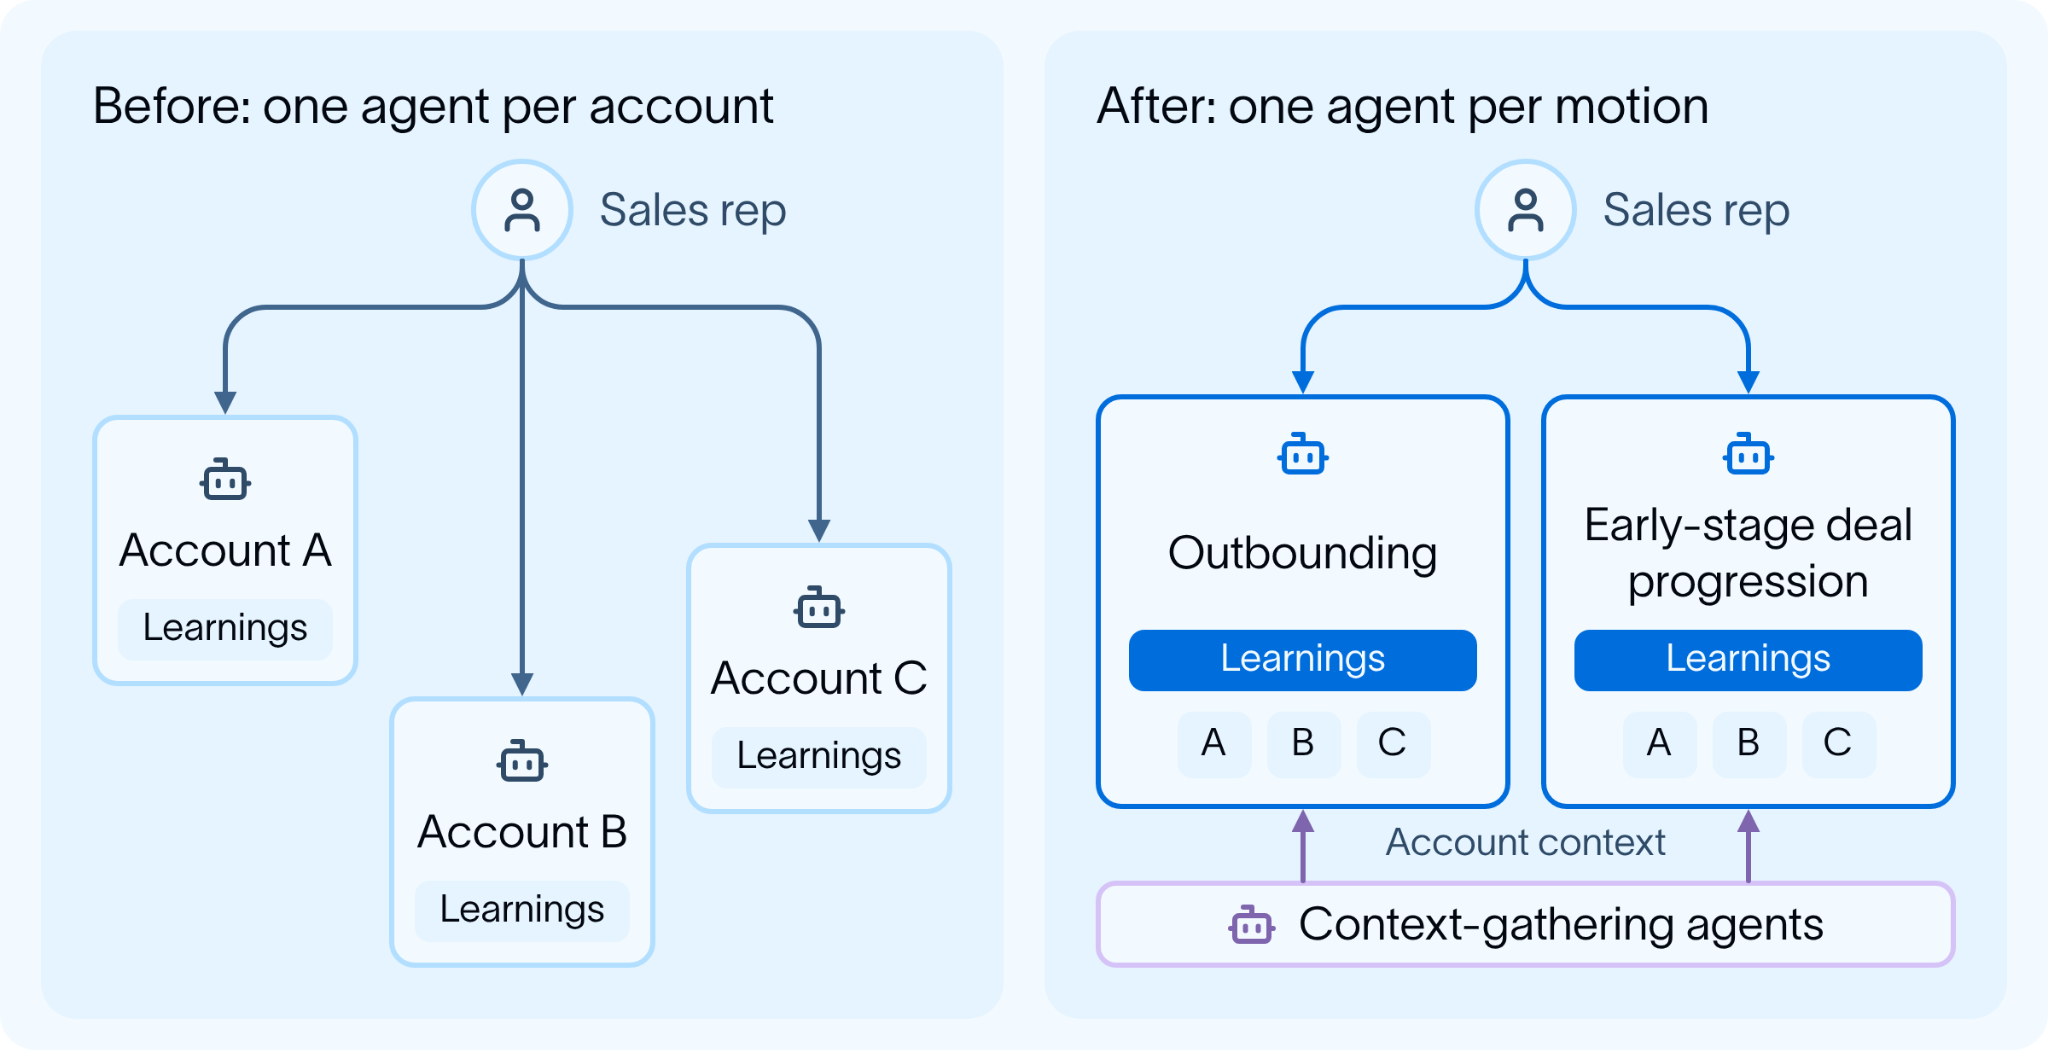 Before: one agent per account
Sales rep
Account A
Learnings
Account B
Learnings
Account C
Learnings
After: one agent per motion
Sales rep
Outbounding
Learnings
A B C
Early-stage deal
progression
Learnings
A B C
Account context
Context-gathering agents